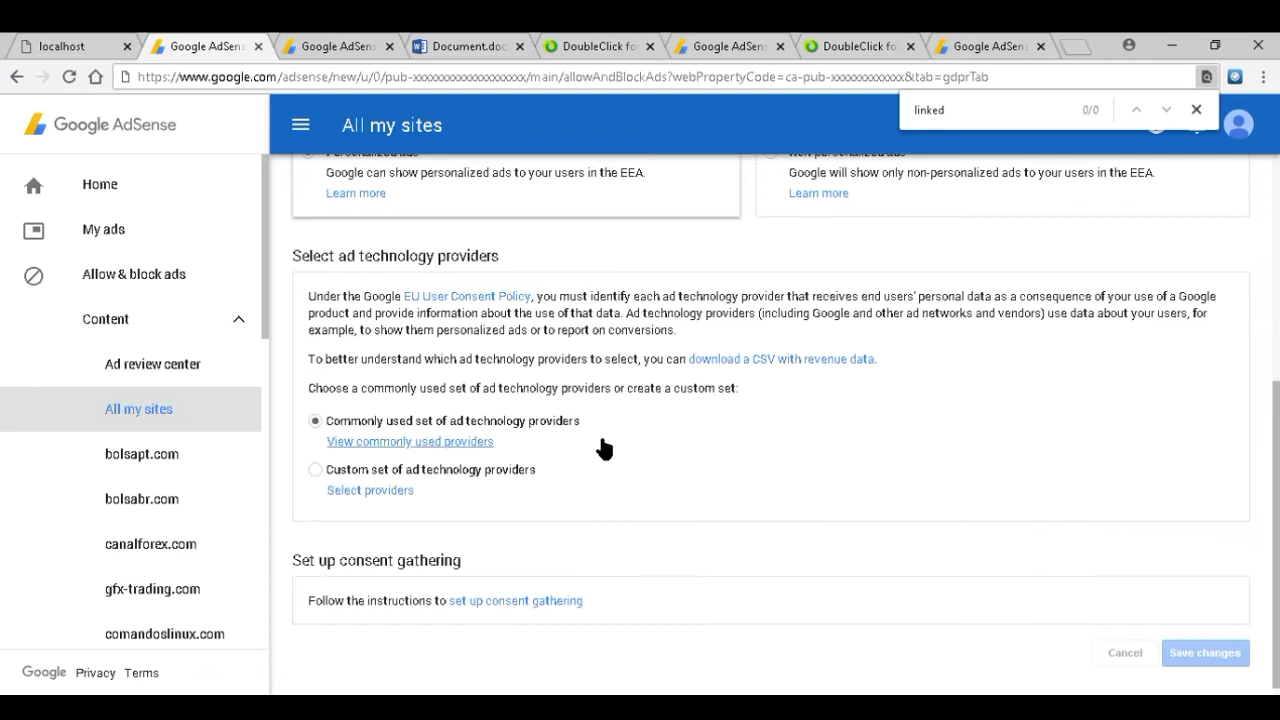 localhost
Google AdSens
Google AdSens
Document.doc
DoubleClick fo
Google AdSens
DoubleClick fo
Google AdSens
https://www.google.com/adsense/new/u/0/pub-xxxxxxxxxxxxxxxxxx/main/allowAndBlockAds?webPropertyCode=ca-pub-xxxxxxxxxxxx&tab=gdprTab
linked 0/0
Google AdSense
All my sites
Home
My ads
Allow & block ads
Content
Ad review center
All my sites
bolsapt.com
bolsabr.com
canalforex.com
gfx-trading.com
comandoslinux.com
Google Privacy Terms
Personalized ads
Google can show personalized ads to your users in the EEA.
Learn more
Non-personalized ads
Google will show only non-personalized ads to your users in the EEA.
Learn more
Select ad technology providers
Under the Google EU User Consent Policy, you must identify each ad technology provider that receives end users' personal data as a consequence of your use of a Google
product and provide information about the use of that data. Ad technology providers (including Google and other ad networks and vendors) use data about your users, for
example, to show them personalized ads or to report on conversions.
To better understand which ad technology providers to select, you can download a CSV with revenue data.
Choose a commonly used set of ad technology providers or create a custom set:
Commonly used set of ad technology providers
View commonly used providers
Custom set of ad technology providers
Select providers
Set up consent gathering
Follow the instructions to set up consent gathering
Cancel Save changes